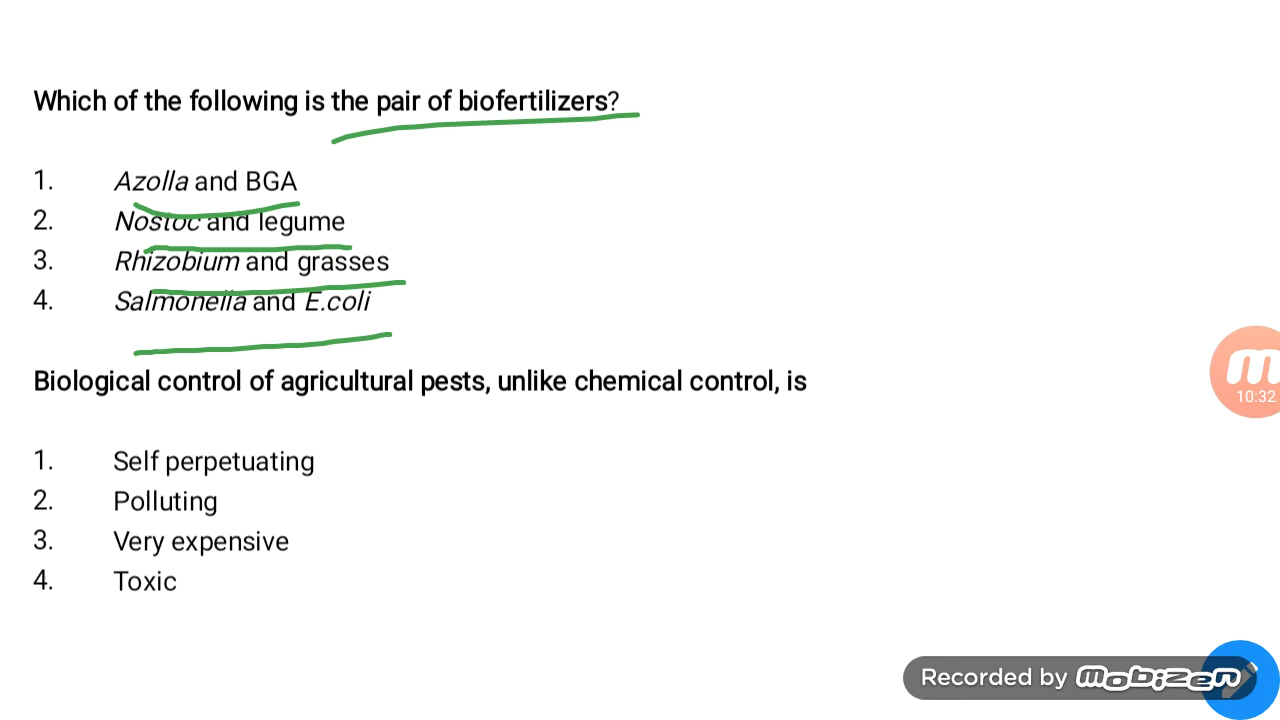 Which of the following is the pair of biofertilizers?
1. Azolla and BGA
2. Nostoc and legume
3. Rhizobium and grasses
4. Salmonella and E.coli
Biological control of agricultural pests, unlike chemical control, is
1. Self perpetuating
2. Polluting
3. Very expensive
4. Toxic
10:32
Recorded by mobizen